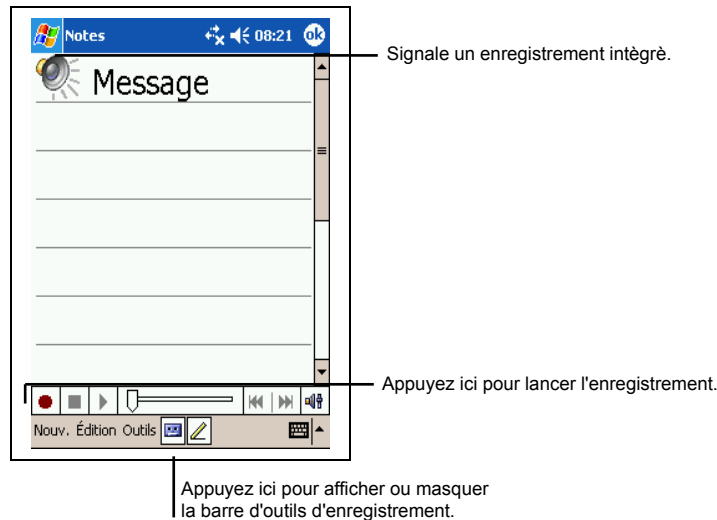 Notes 08:21 ok
Signale un enregistrement intègrè.
Message
Appuyez ici pour lancer l'enregistrement.
Nouv. Édition Outils
Appuyez ici pour afficher ou masquer
la barre d'outils d'enregistrement.